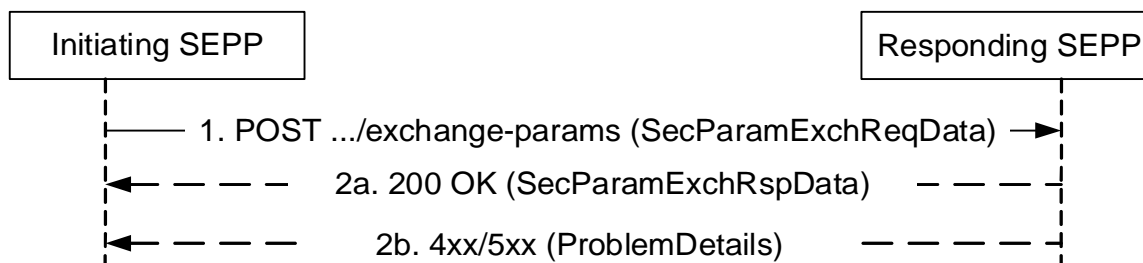 Initiating SEPP
Responding SEPP
1. POST .../exchange-params (SecParamExchReqData)
2a. 200 OK (SecParamExchRspData)
2b. 4xx/5xx (ProblemDetails)